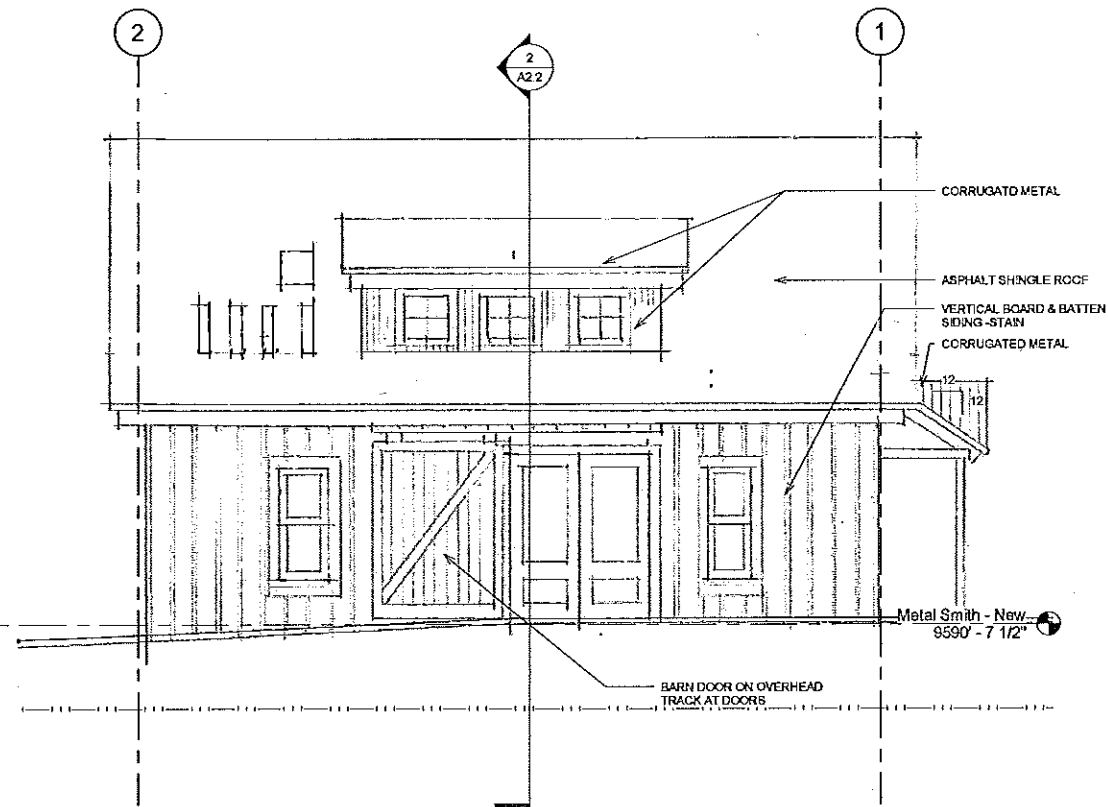 2
1
2
A2.2
CORRUGATD METAL
ASPHALT SHINGLE ROOF
VERTICAL BOARD & BATTEN
SIDING -STAIN
CORRUGATED METAL
12
12
Metal Smith - New
9590' - 7 1/2"
BARN DOOR ON OVERHEAD
TRACK AT DOORS